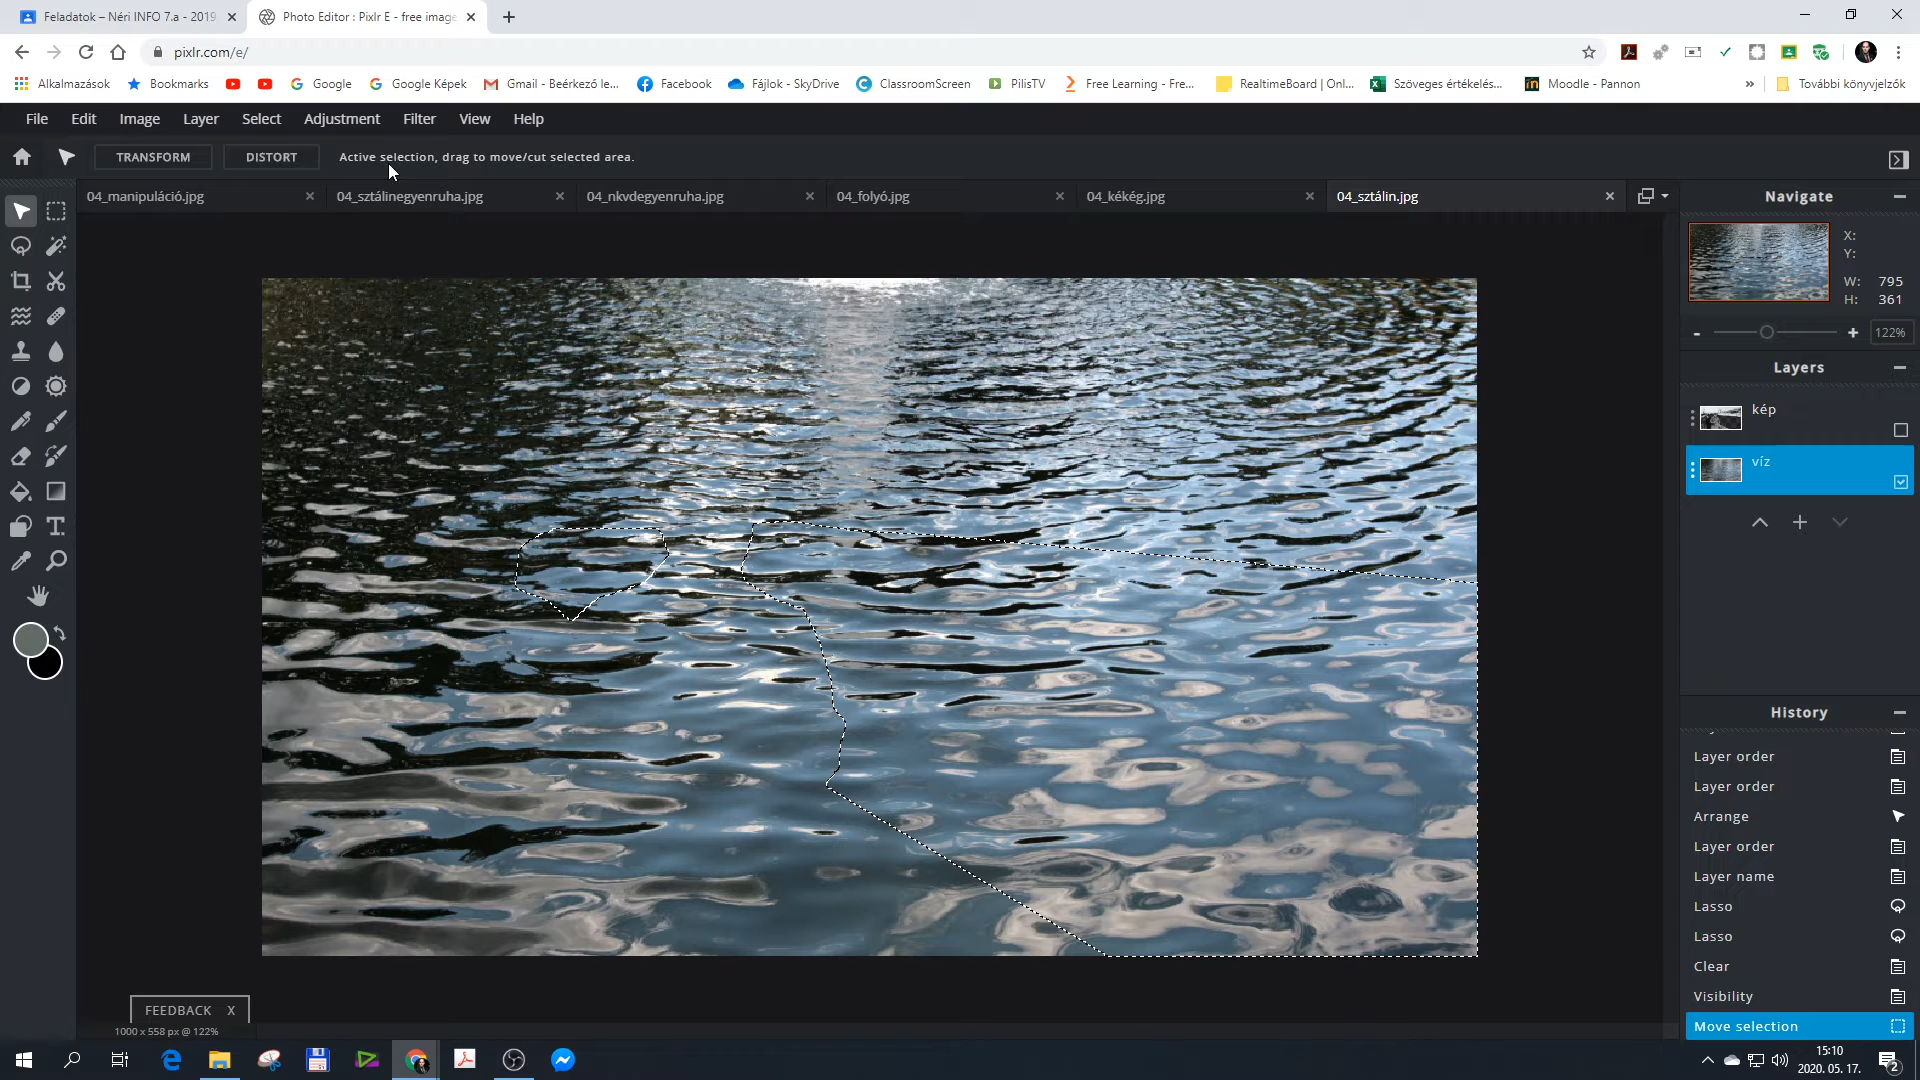 Feladatok – Néri INFO 7.a - 2019
Photo Editor : Pixlr E - free image
pixlr.com/e/
Alkalmazások
Bookmarks
Google
Google Képek
Gmail - Beérkező le...
Facebook
Fájlok - SkyDrive
ClassroomScreen
PilisTV
Free Learning - Fre...
RealtimeBoard | Onl...
Szöveges értékelés...
Moodle - Pannon
»
További könyvjelzők
File Edit Image Layer Select Adjustment Filter View Help
TRANSFORM
DISTORT
Active selection, drag to move/cut selected area.
04_manipuláció.jpg
04_sztálinegyenruha.jpg
04_nkvdegyenruha.jpg
04_folyó.jpg
04_kékég.jpg
04_sztálin.jpg
Navigate
X:
Y:
W: 795
H: 361
- + 122%
Layers
kép
víz
History
Layer order
Layer order
Arrange
Layer order
Layer name
Lasso
Lasso
Clear
Visibility
Move selection
FEEDBACK X
1000 x 558 px @ 122%
15:10
2020. 05. 17.
2